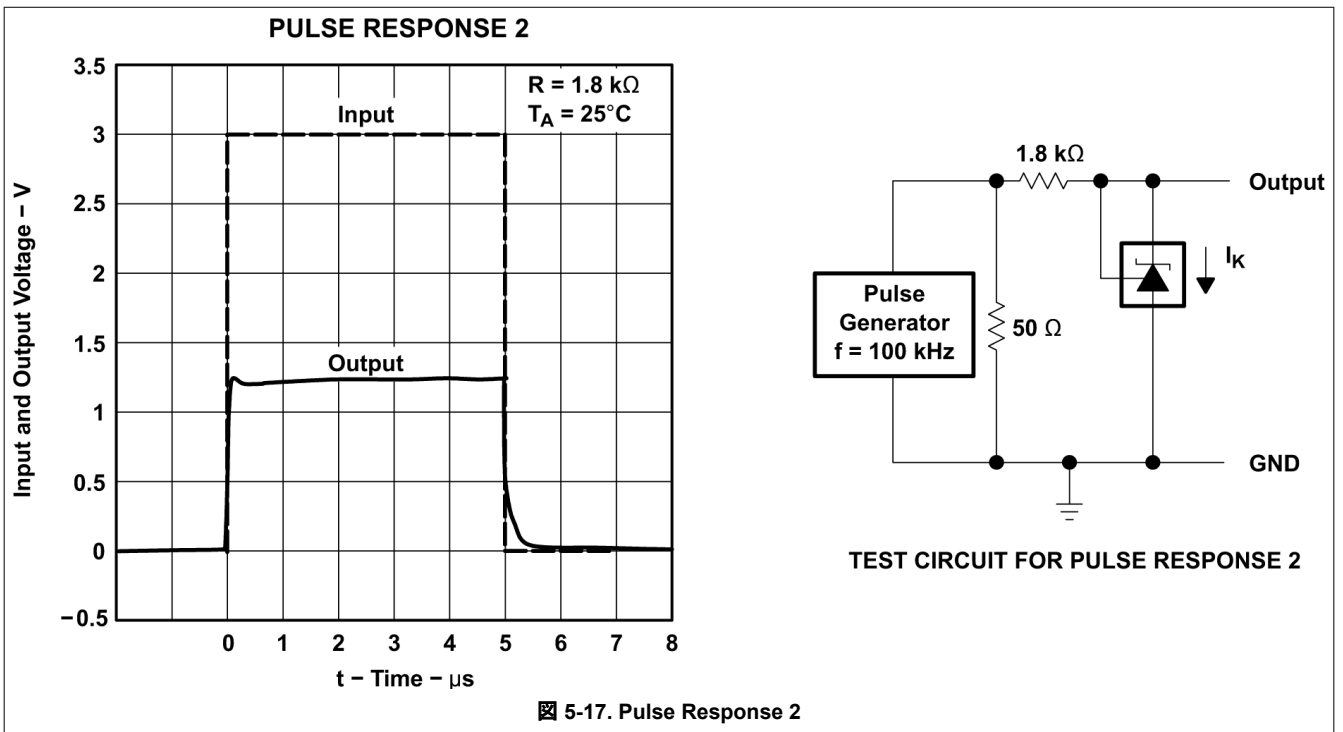 PULSE RESPONSE 2
3.5
3
2.5
2
1.5
1
0.5
0
−0.5
Input and Output Voltage − V
R = 1.8 kΩ
TA = 25°C
Input
Output
0 1 2 3 4 5 6 7 8
t − Time − μs
1.8 kΩ
Output
IK
Pulse
Generator
f = 100 kHz
50 Ω
GND
TEST CIRCUIT FOR PULSE RESPONSE 2
図 5-17. Pulse Response 2